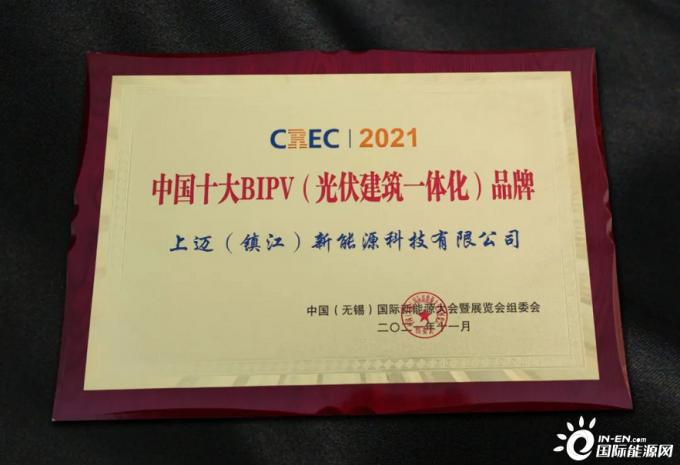 CREC | 2021
中国十大BIPV（光伏建筑一体化）品牌
上迈（镇江）新能源科技有限公司
中国（无锡）国际新能源大会暨展览会组委会
二〇二一年十一月
IN-EN.com
国际能源网